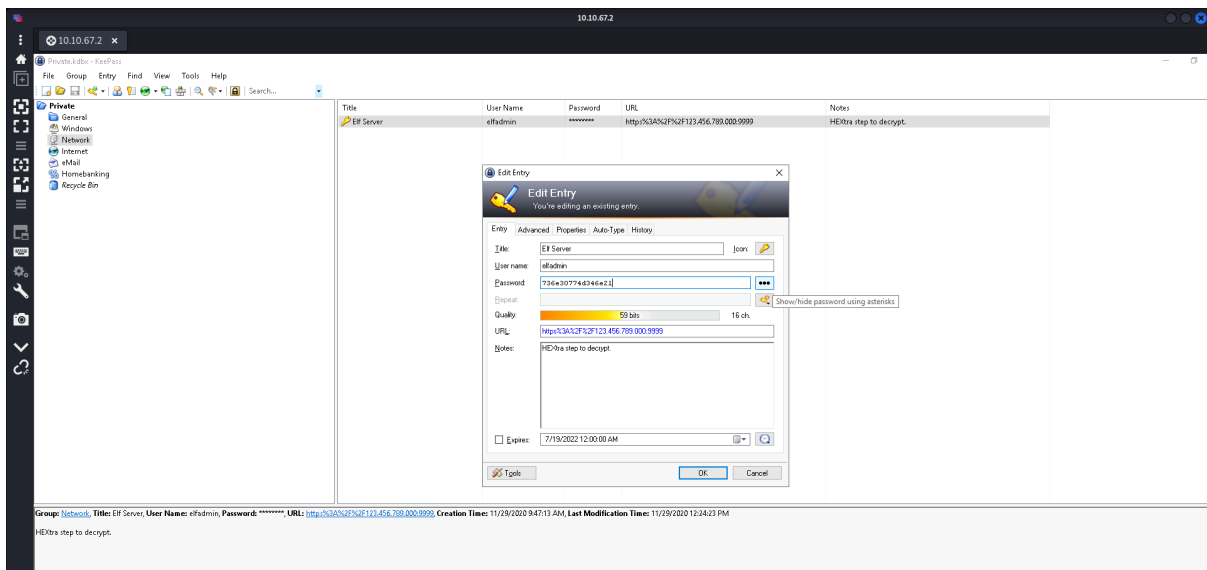 10.10.67.2
10.10.67.2 ×
Private.kdbx - KeePass
File Group Entry Find View Tools Help
Search...
Private
General
Windows
Network
Internet
eMail
Homebanking
Recycle Bin
Title User Name Password URL Notes
Elf Server elfadmin ******** https%3A%2F%2F123.456.789.000:9999 HEXtra step to decrypt.
Edit Entry
Edit Entry
You're editing an existing entry.
Entry Advanced Properties Auto-Type History
Title: Elf Server Icon:
User name: elfadmin
Password: 736e30774d346e21
Repeat:
Show/hide password using asterisks
Quality: 59 bits 16 ch.
URL: https%3A%2F%2F123.456.789.000:9999
Notes: HEXtra step to decrypt.
Expires: 7/19/2022 12:00:00 AM
Tools OK Cancel
Group: Network, Title: Elf Server, User Name: elfadmin, Password: ********, URL: https%3A%2F%2F123.456.789.000:9999, Creation Time: 11/29/2020 9:47:13 AM, Last Modification Time: 11/29/2020 12:24:23 PM
HEXtra step to decrypt.